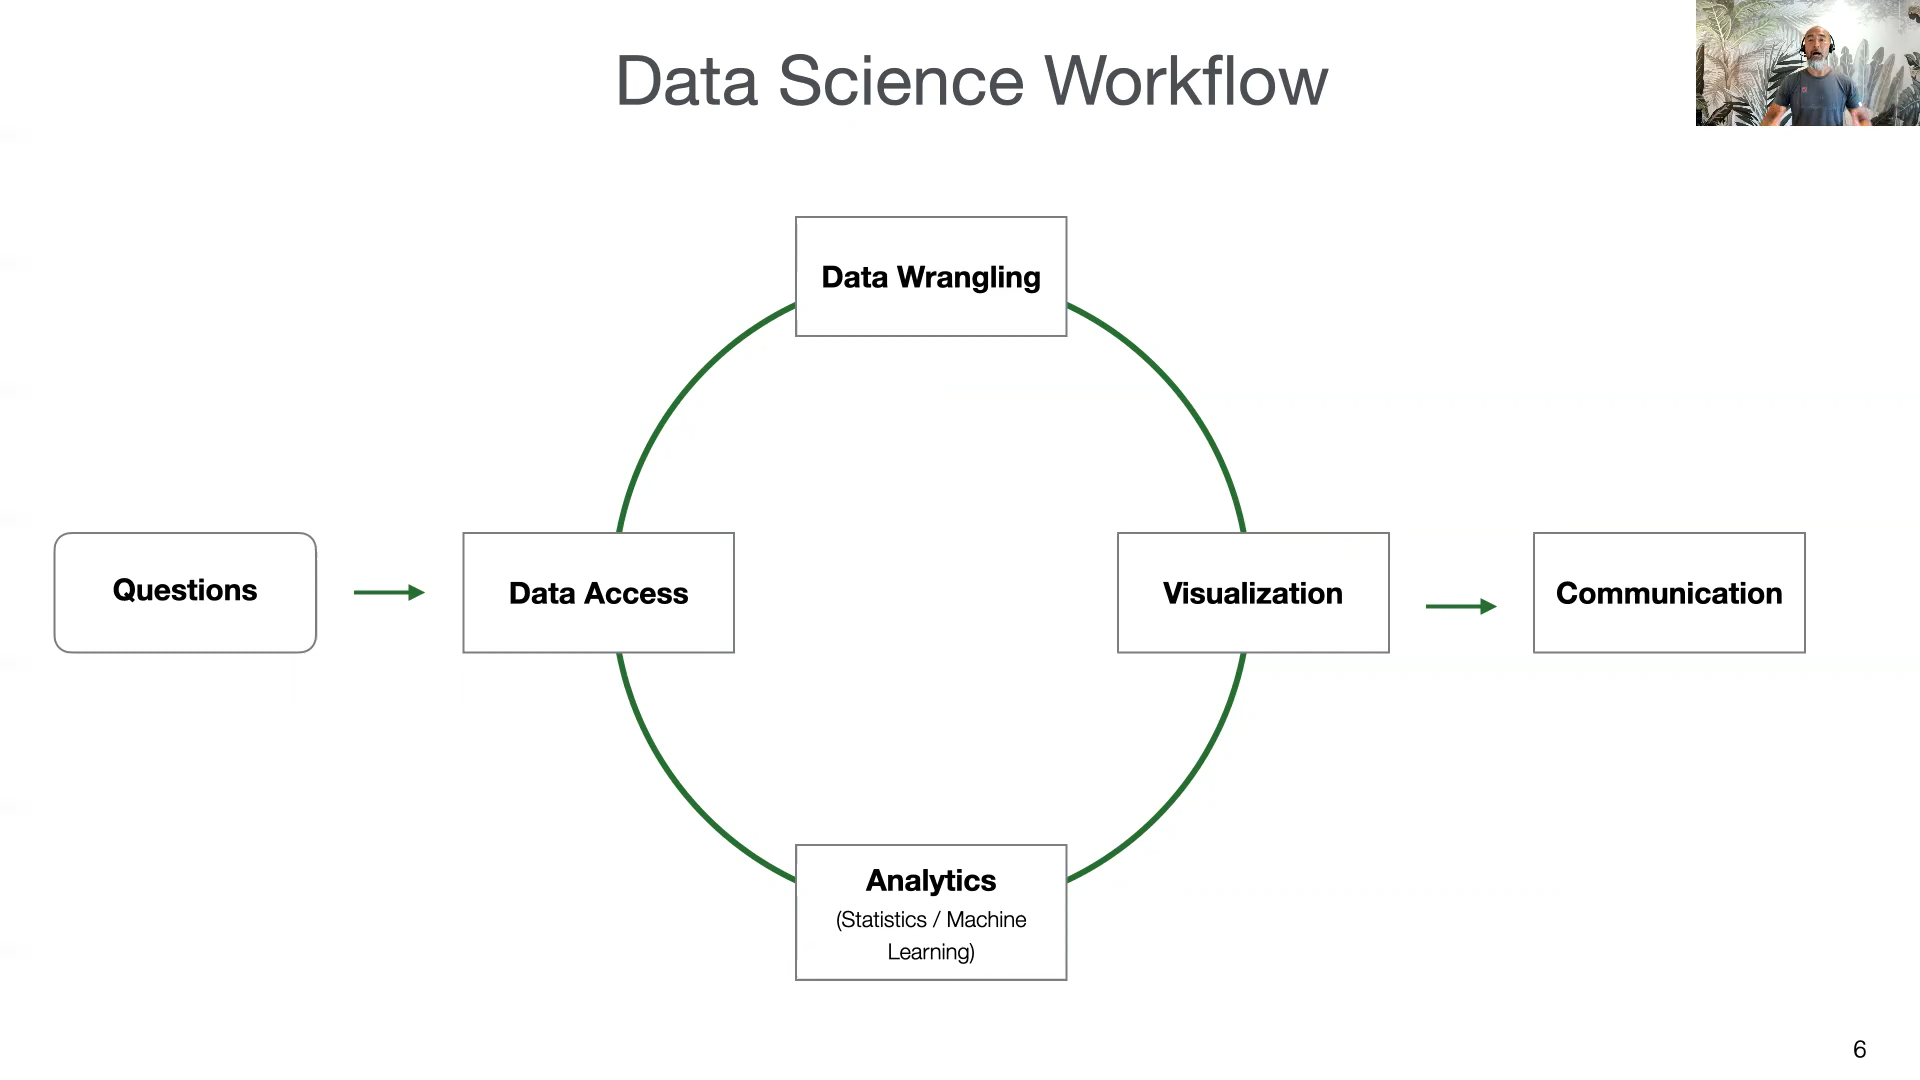 Data Science Workflow
Data Wrangling
Questions
Data Access
Visualization
Communication
Analytics
(Statistics / Machine
Learning)
6